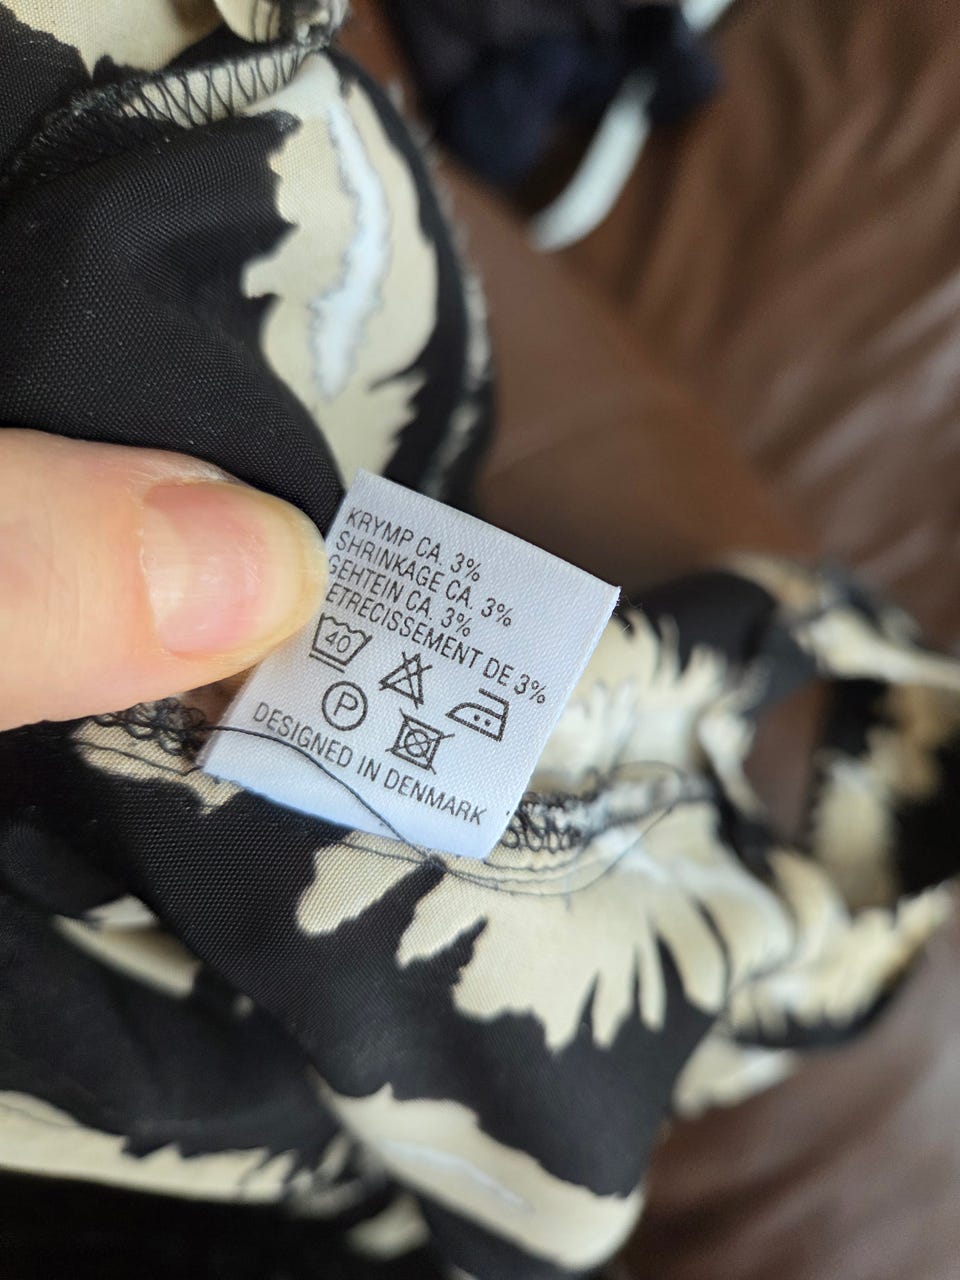 KRYMP CA. 3%
SHRINKAGE CA. 3%
GEHTEIN CA. 3%
ETRECISSEMENT DE 3%
40
P
DESIGNED IN DENMARK